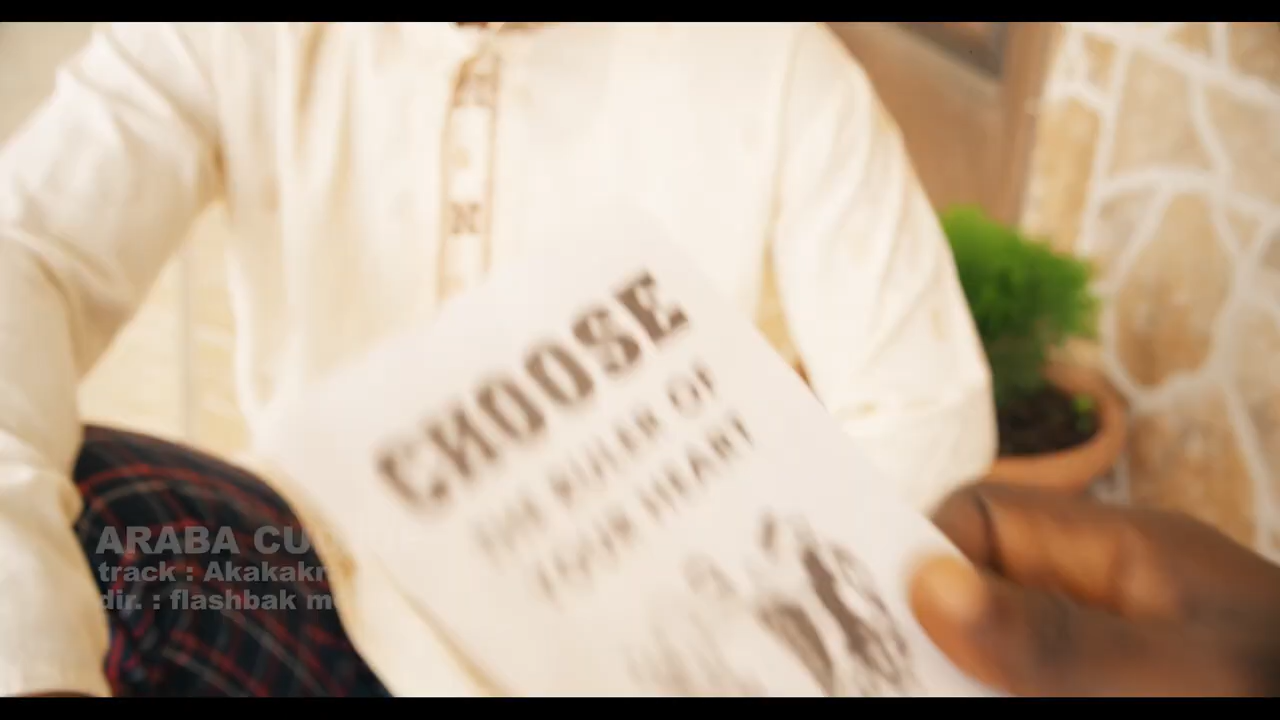 CHOOSE
THE RULER OF
YOUR HEART
ARABA CU
track : Akakakr
dir. : flashbak m